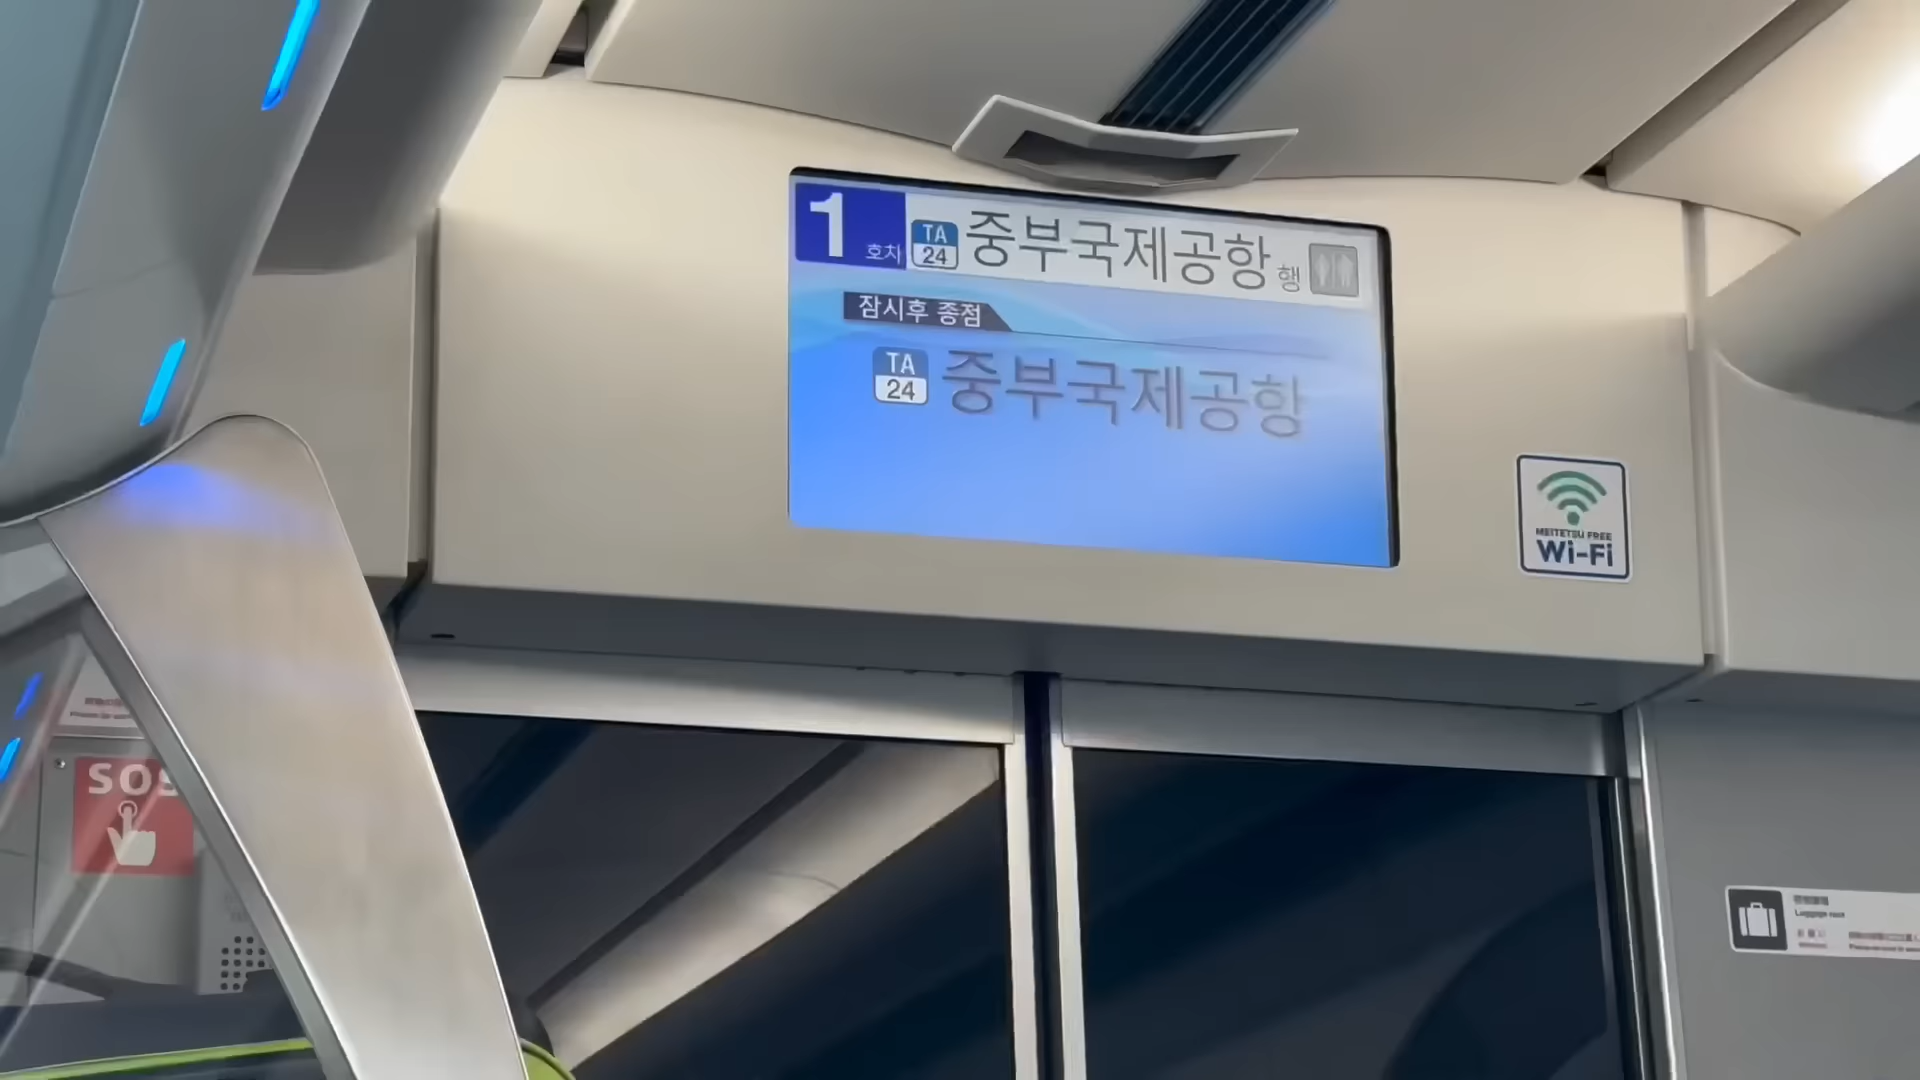 1 호차 TA 24 중부국제공항 행
잠시후 종점
TA 24 중부국제공항
MEITETSU FREE
Wi-Fi
SOS
Luggage rack